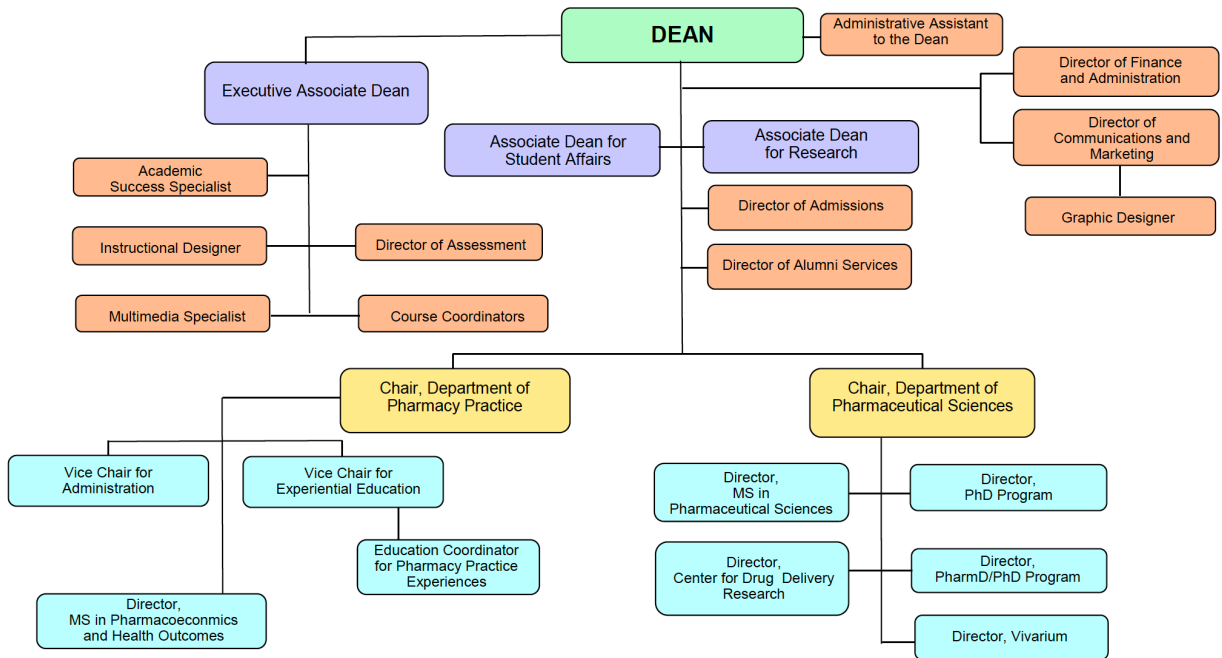 DEAN
Administrative Assistant
to the Dean
Executive Associate Dean
Director of Finance
and Administration
Associate Dean for
Student Affairs
Associate Dean
for Research
Director of
Communications and
Marketing
Academic
Success Specialist
Director of Admissions
Graphic Designer
Instructional Designer
Director of Assessment
Director of Alumni Services
Multimedia Specialist
Course Coordinators
Chair, Department of
Pharmacy Practice
Chair, Department of
Pharmaceutical Sciences
Vice Chair for
Administration
Vice Chair for
Experiential Education
Director,
MS in
Pharmaceutical Sciences
Director,
PhD Program
Education Coordinator
for Pharmacy Practice
Experiences
Director,
Center for Drug Delivery
Research
Director,
PharmD/PhD Program
Director,
MS in Pharmacoeconmics
and Health Outcomes
Director, Vivarium